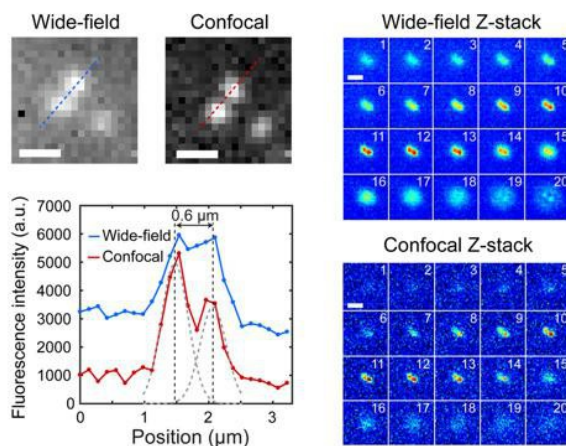 Wide-field
Confocal
Wide-field Z-stack
1 2 3 4 5
6 7 8 9 10
11 12 13 14 15
16 17 18 19 20
Fluorescence intensity (a.u.)
7000
6000
5000
4000
3000
2000
1000
0
0.6 µm
Wide-field
Confocal
0 1 2 3
Position (µm)
Confocal Z-stack
1 2 3 4 5
6 7 8 9 10
11 12 13 14 15
16 17 18 19 20